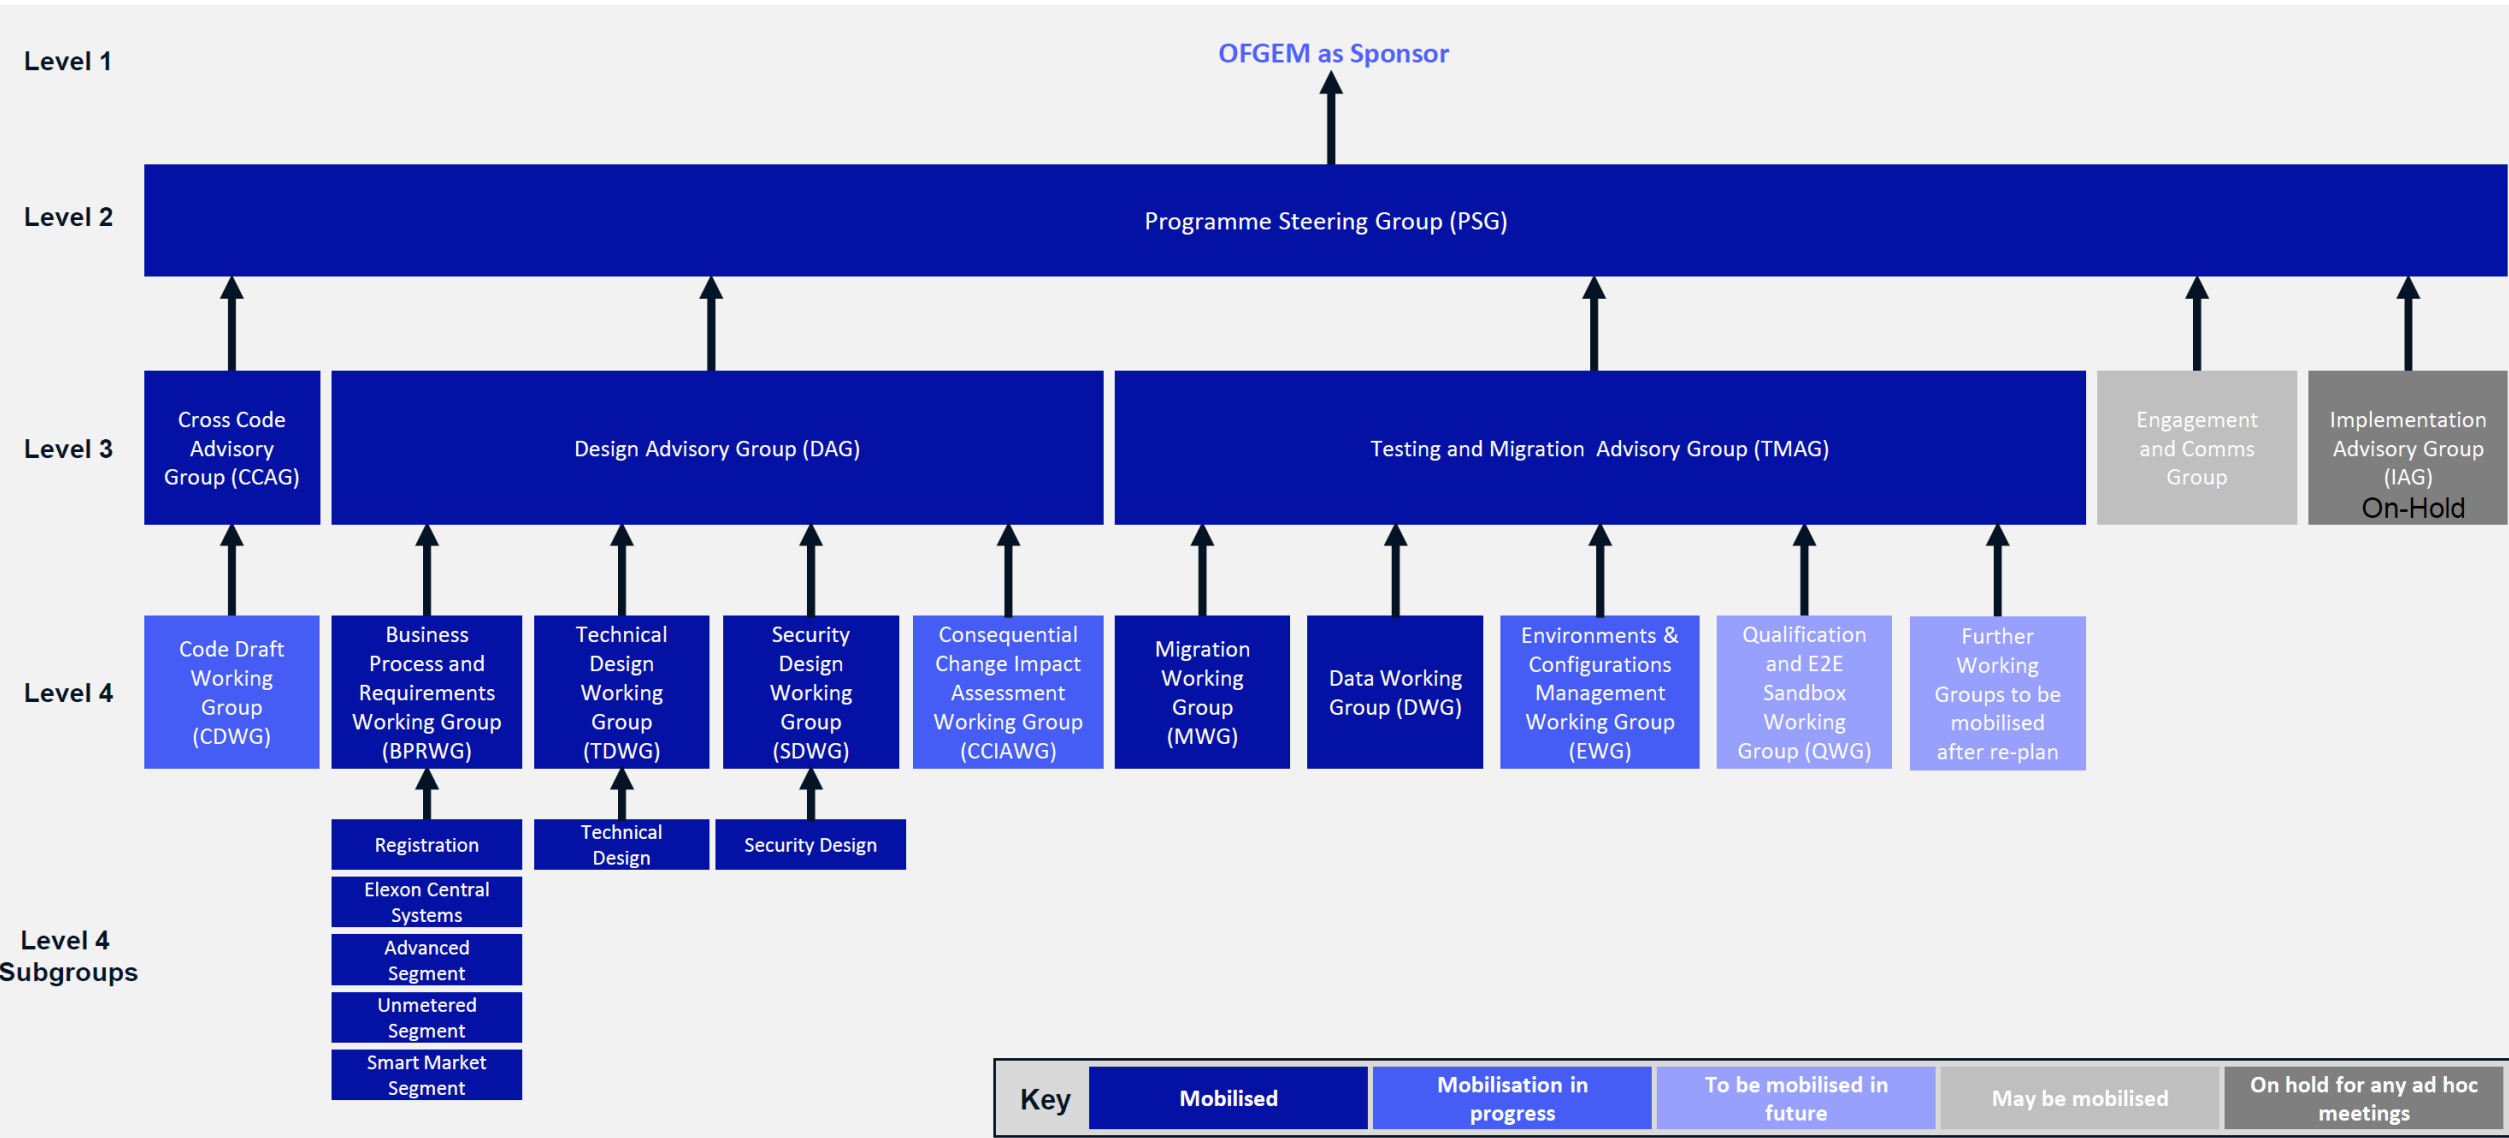 Level 1
OFGEM as Sponsor
Level 2
Programme Steering Group (PSG)
Level 3
Cross Code
Advisory
Group (CCAG)
Design Advisory Group (DAG)
Testing and Migration Advisory Group (TMAG)
Engagement
and Comms
Group
Implementation
Advisory Group
(IAG)
On-Hold
Level 4
Code Draft
Working
Group
(CDWG)
Business
Process and
Requirements
Working Group
(BPRWG)
Technical
Design
Working
Group
(TDWG)
Security
Design
Working
Group
(SDWG)
Consequential
Change Impact
Assessment
Working Group
(CCIAWG)
Migration
Working
Group
(MWG)
Data Working
Group (DWG)
Environments &
Configurations
Management
Working Group
(EWG)
Qualification
and E2E
Sandbox
Working
Group (QWG)
Further
Working
Groups to be
mobilised
after re-plan
Level 4
Subgroups
Registration
Elexon Central
Systems
Advanced
Segment
Unmetered
Segment
Smart Market
Segment
Technical
Design
Security Design
Key
Mobilised
Mobilisation in
progress
To be mobilised in
future
May be mobilised
On hold for any ad hoc
meetings